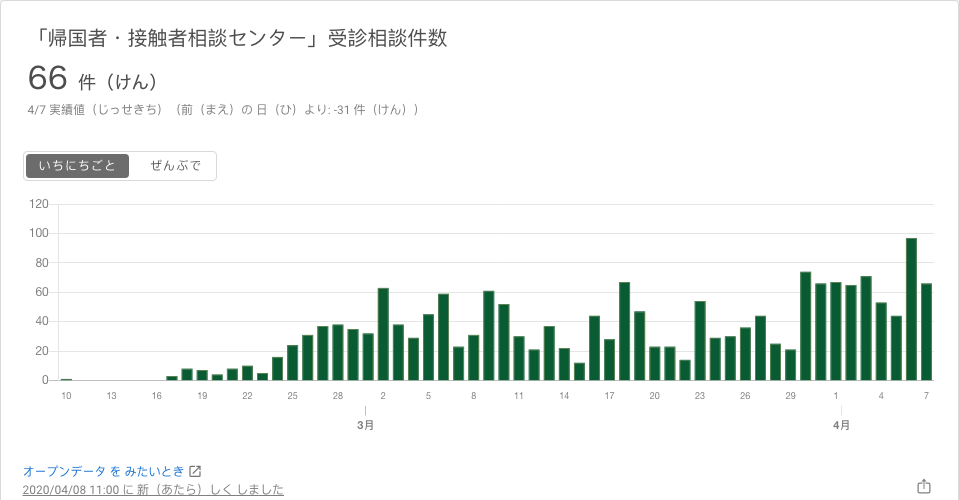 「帰国者・接触者相談センター」受診相談件数
66 件（けん）
4/7 実績値（じっせきち）（前（まえ）の 日（ひ）より: -31 件（けん））
いちにちごと ぜんぶで
120
100
80
60
40
20
0
10 13 16 19 22 25 28 2 5 8 11 14 17 20 23 26 29 1 4 7
3月 4月
オープンデータ を みたいとき
2020/04/08 11:00 に 新（あたら）しく しました